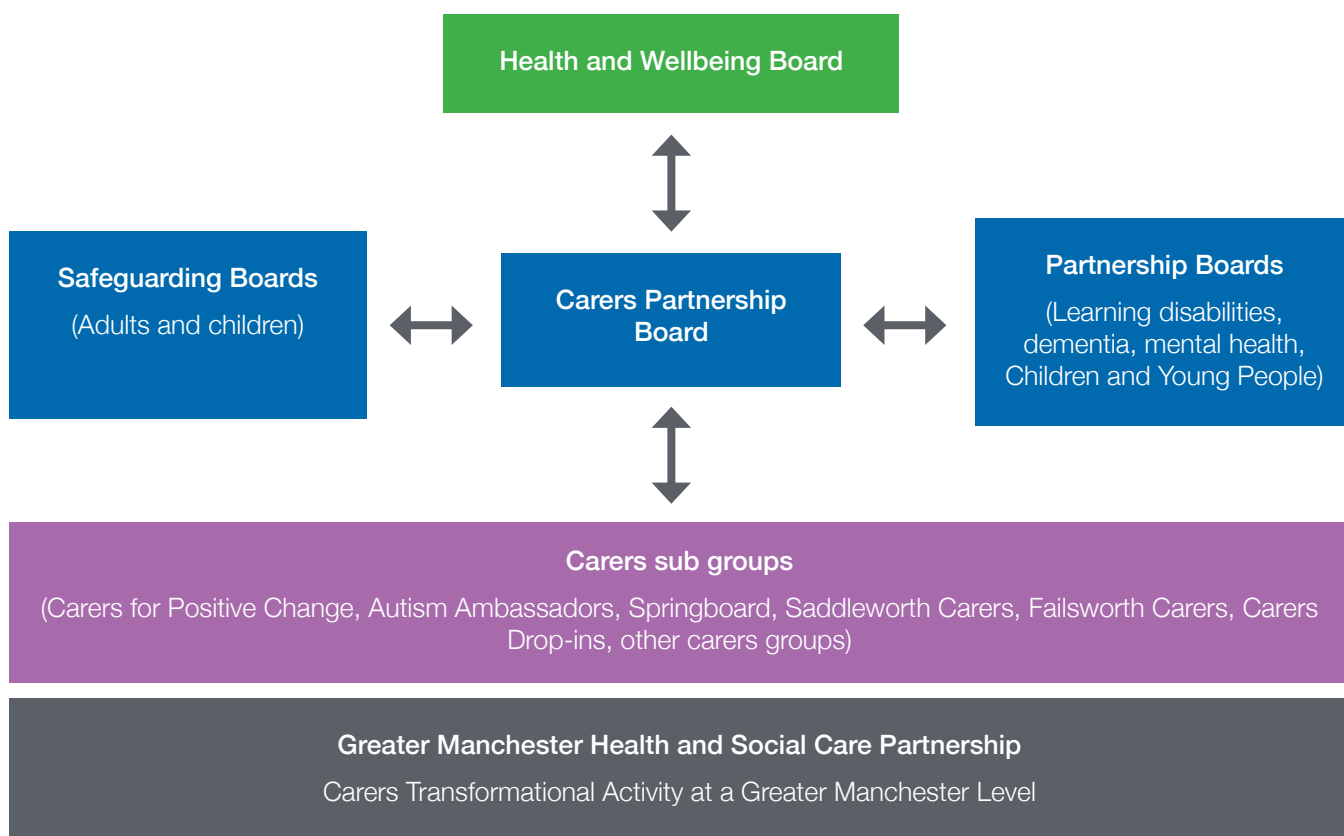 Health and Wellbeing Board
Safeguarding Boards
(Adults and children)
Carers Partnership
Board
Partnership Boards
(Learning disabilities,
dementia, mental health,
Children and Young People)
Carers sub groups
(Carers for Positive Change, Autism Ambassadors, Springboard, Saddleworth Carers, Failsworth Carers, Carers
Drop-ins, other carers groups)
Greater Manchester Health and Social Care Partnership
Carers Transformational Activity at a Greater Manchester Level